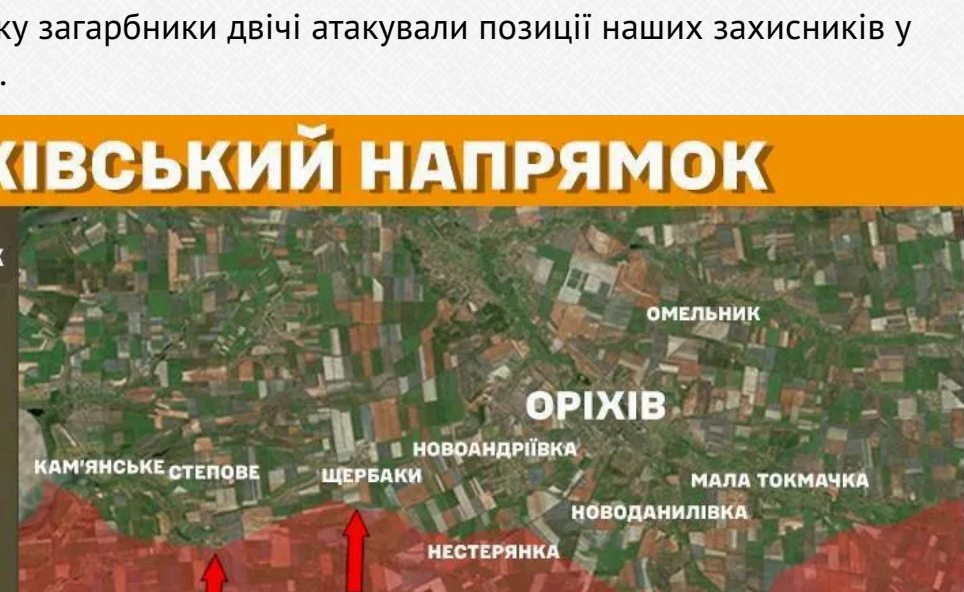 ку загарбники двічі атакували позиції наших захисників у
.
ХІВСЬКИЙ НАПРЯМОК
К
ОМЕЛЬНИК
ОРІХІВ
НОВОАНДРІЇВКА
КАМ'ЯНСЬКЕ СТЕПОВЕ ЩЕРБАКИ МАЛА ТОКМАЧКА
НОВОДАНИЛІВКА
НЕСТЕРЯНКА